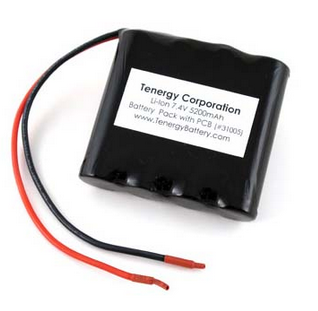 Tenergy Corporation
Li-Ion 7.4V 5200mAh
Battery Pack with PCB (#31005)
www.TenergyBattery.com